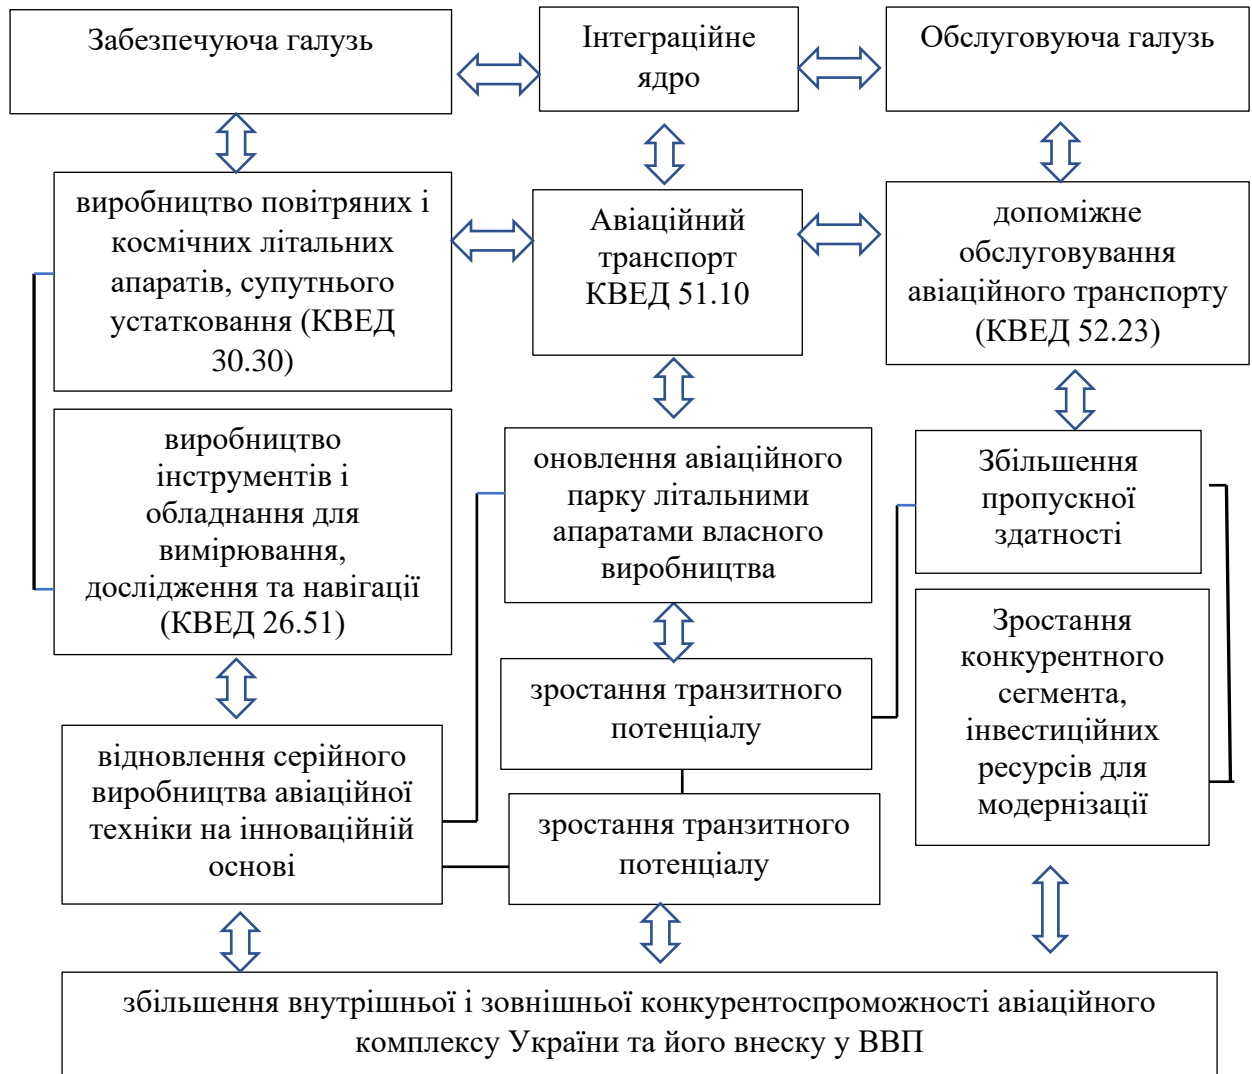 Забезпечуюча галузь
Інтеграційне
ядро
Обслуговуюча галузь
виробництво повітряних і
космічних літальних
апаратів, супутнього
устатковання (КВЕД
30.30)
Авіаційний
транспорт
КВЕД 51.10
допоміжне
обслуговування
авіаційного транспорту
(КВЕД 52.23)
виробництво
інструментів і
обладнання для
вимірювання,
дослідження та навігації
(КВЕД 26.51)
оновлення авіаційного
парку літальними
апаратами власного
виробництва
Збільшення
пропускної
здатності
зростання транзитного
потенціалу
Зростання
конкурентного
сегмента,
інвестиційних
ресурсів для
модернізації
відновлення серійного
виробництва авіаційної
техніки на інноваційній
основі
зростання транзитного
потенціалу
збільшення внутрішньої і зовнішньої конкурентоспроможності авіаційного
комплексу України та його внеску у ВВП